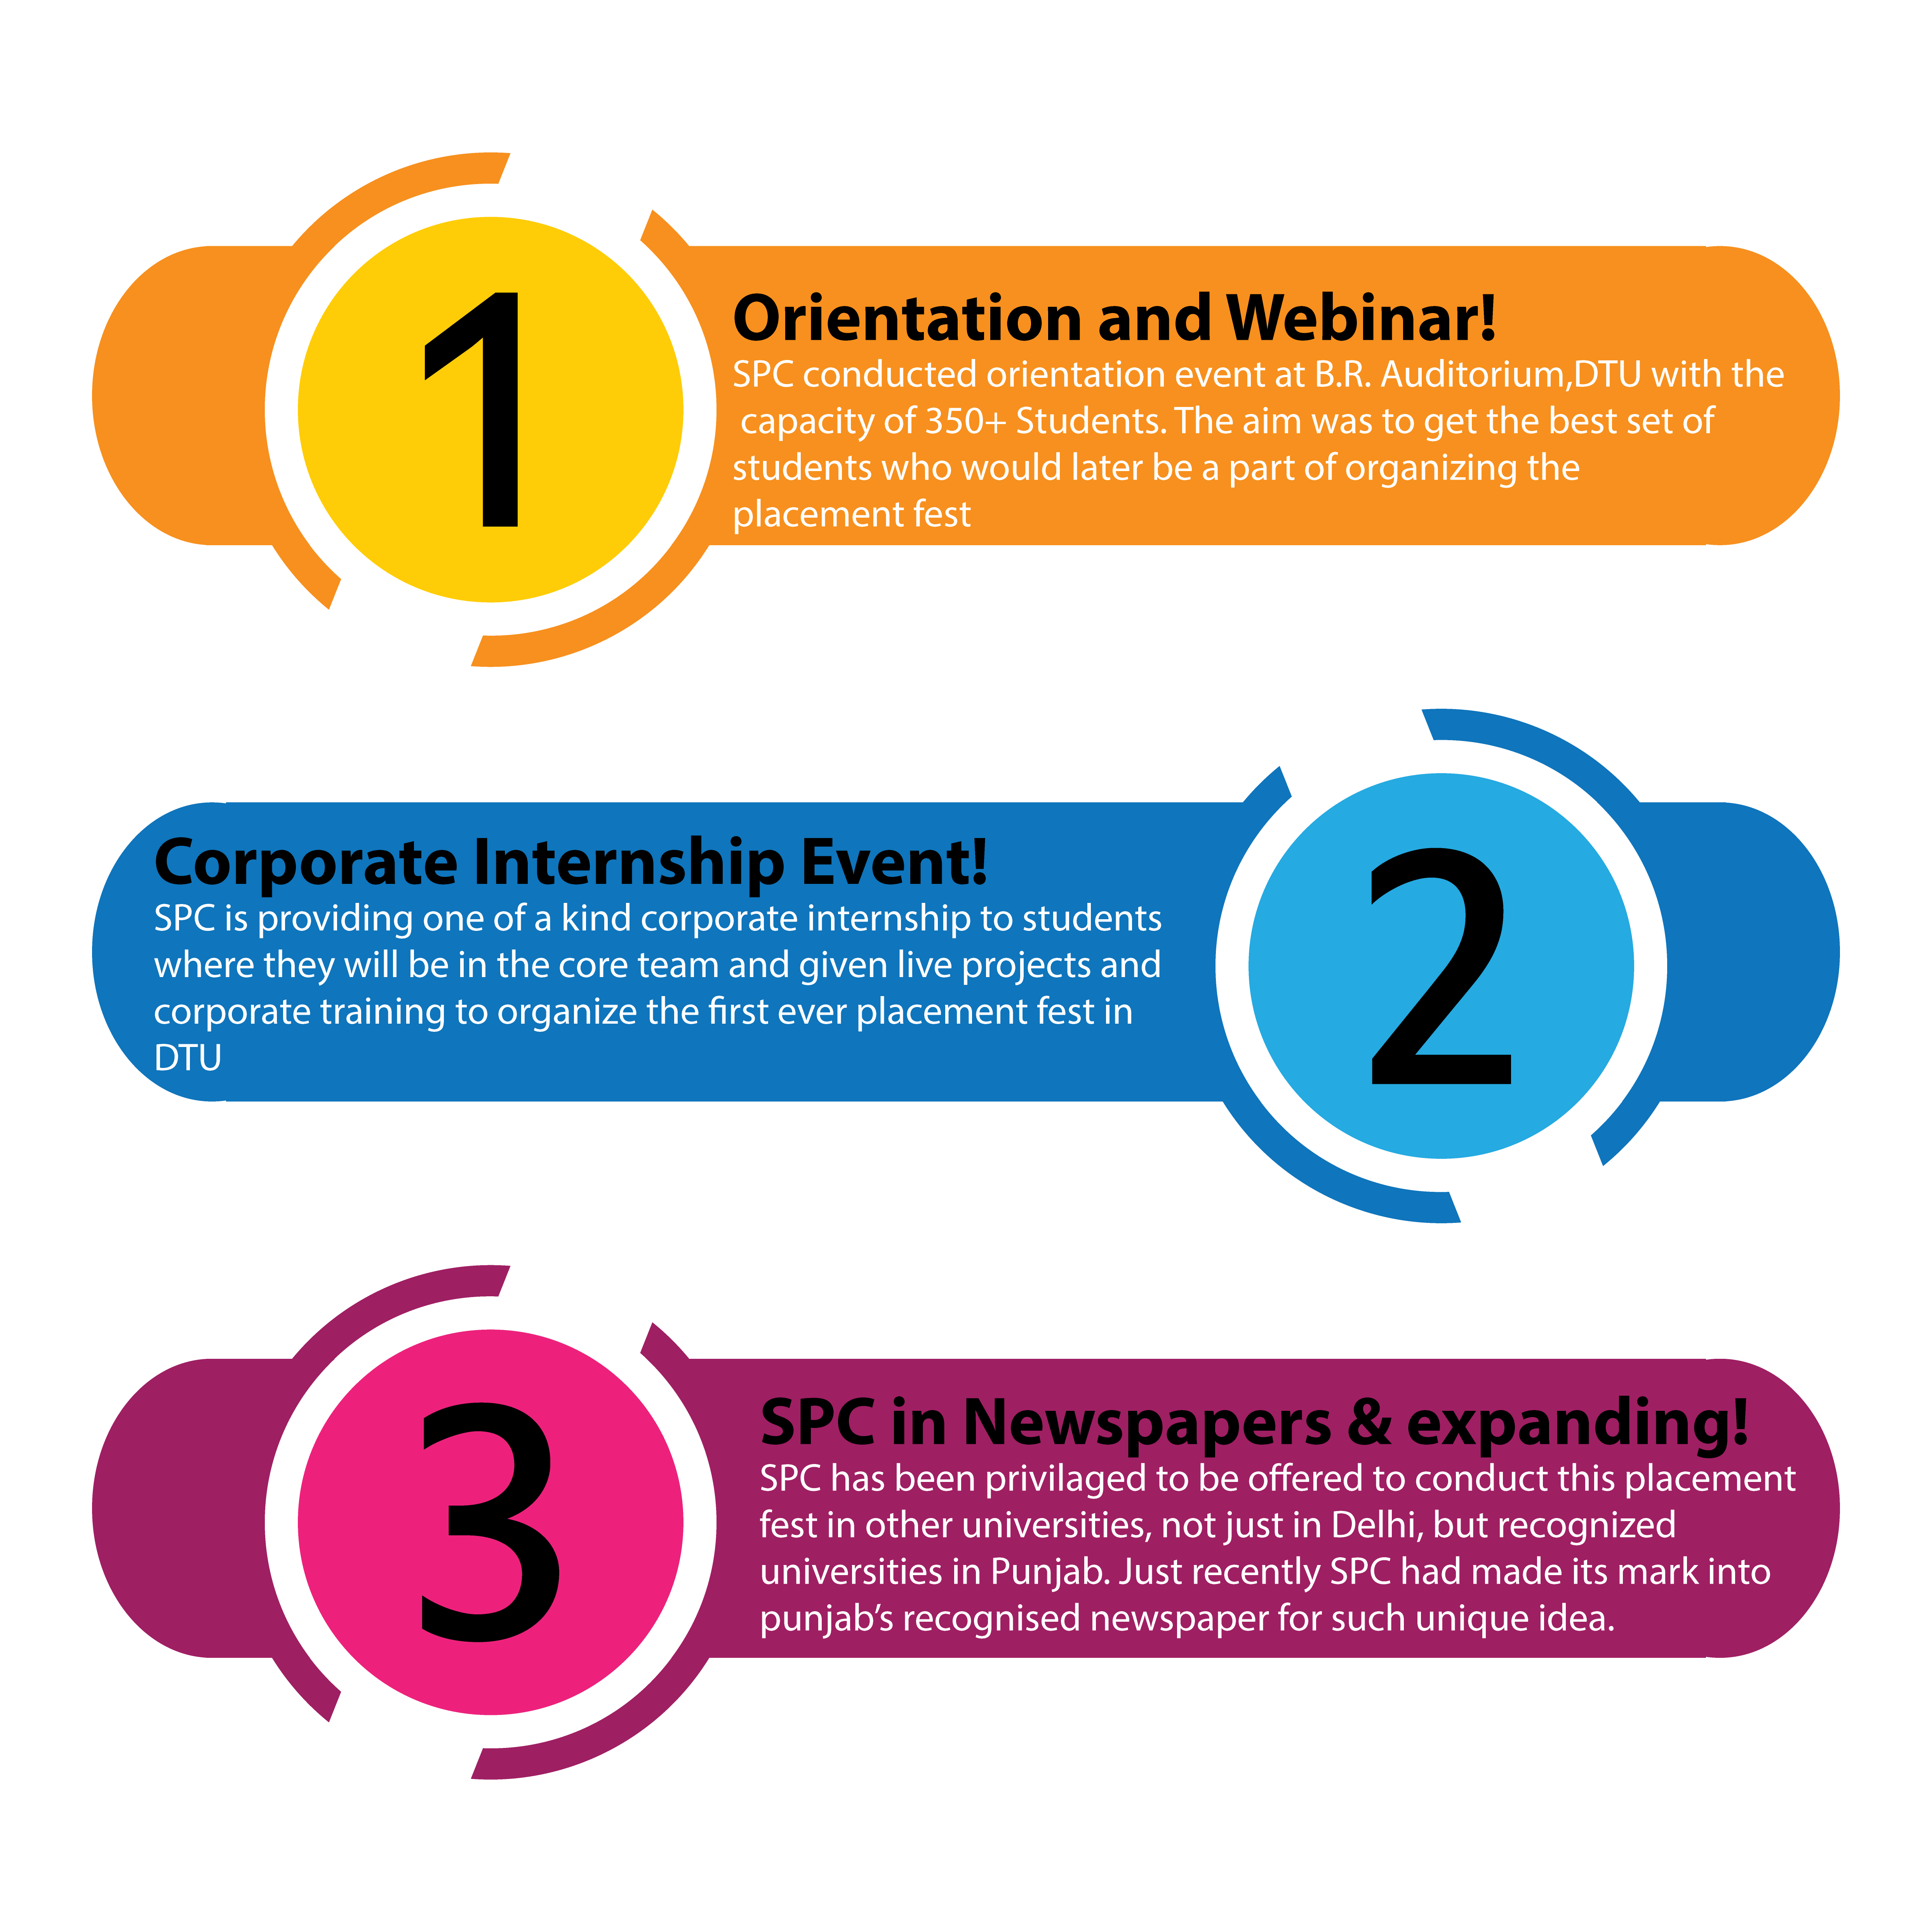 1
Orientation and Webinar!
SPC conducted orientation event at B.R. Auditorium,DTU with the
capacity of 350+ Students. The aim was to get the best set of
students who would later be a part of organizing the
placement fest
Corporate Internship Event!
SPC is providing one of a kind corporate internship to students
where they will be in the core team and given live projects and
corporate training to organize the first ever placement fest in
DTU
2
3
SPC in Newspapers & expanding!
SPC has been privilaged to be offered to conduct this placement
fest in other universities, not just in Delhi, but recognized
universities in Punjab. Just recently SPC had made its mark into
punjab’s recognised newspaper for such unique idea.